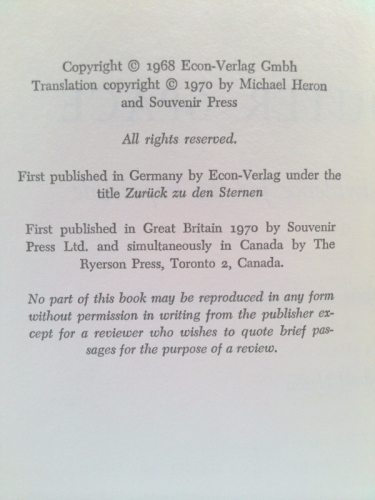 Copyright © 1968 Econ-Verlag Gmbh
Translation copyright © 1970 by Michael Heron
and Souvenir Press
All rights reserved.
First published in Germany by Econ-Verlag under the
title Zurück zu den Sternen
First published in Great Britain 1970 by Souvenir
Press Ltd. and simultaneously in Canada by The
Ryerson Press, Toronto 2, Canada.
No part of this book may be reproduced in any form
without permission in writing from the publisher ex-
cept for a reviewer who wishes to quote brief pas-
sages for the purpose of a review.